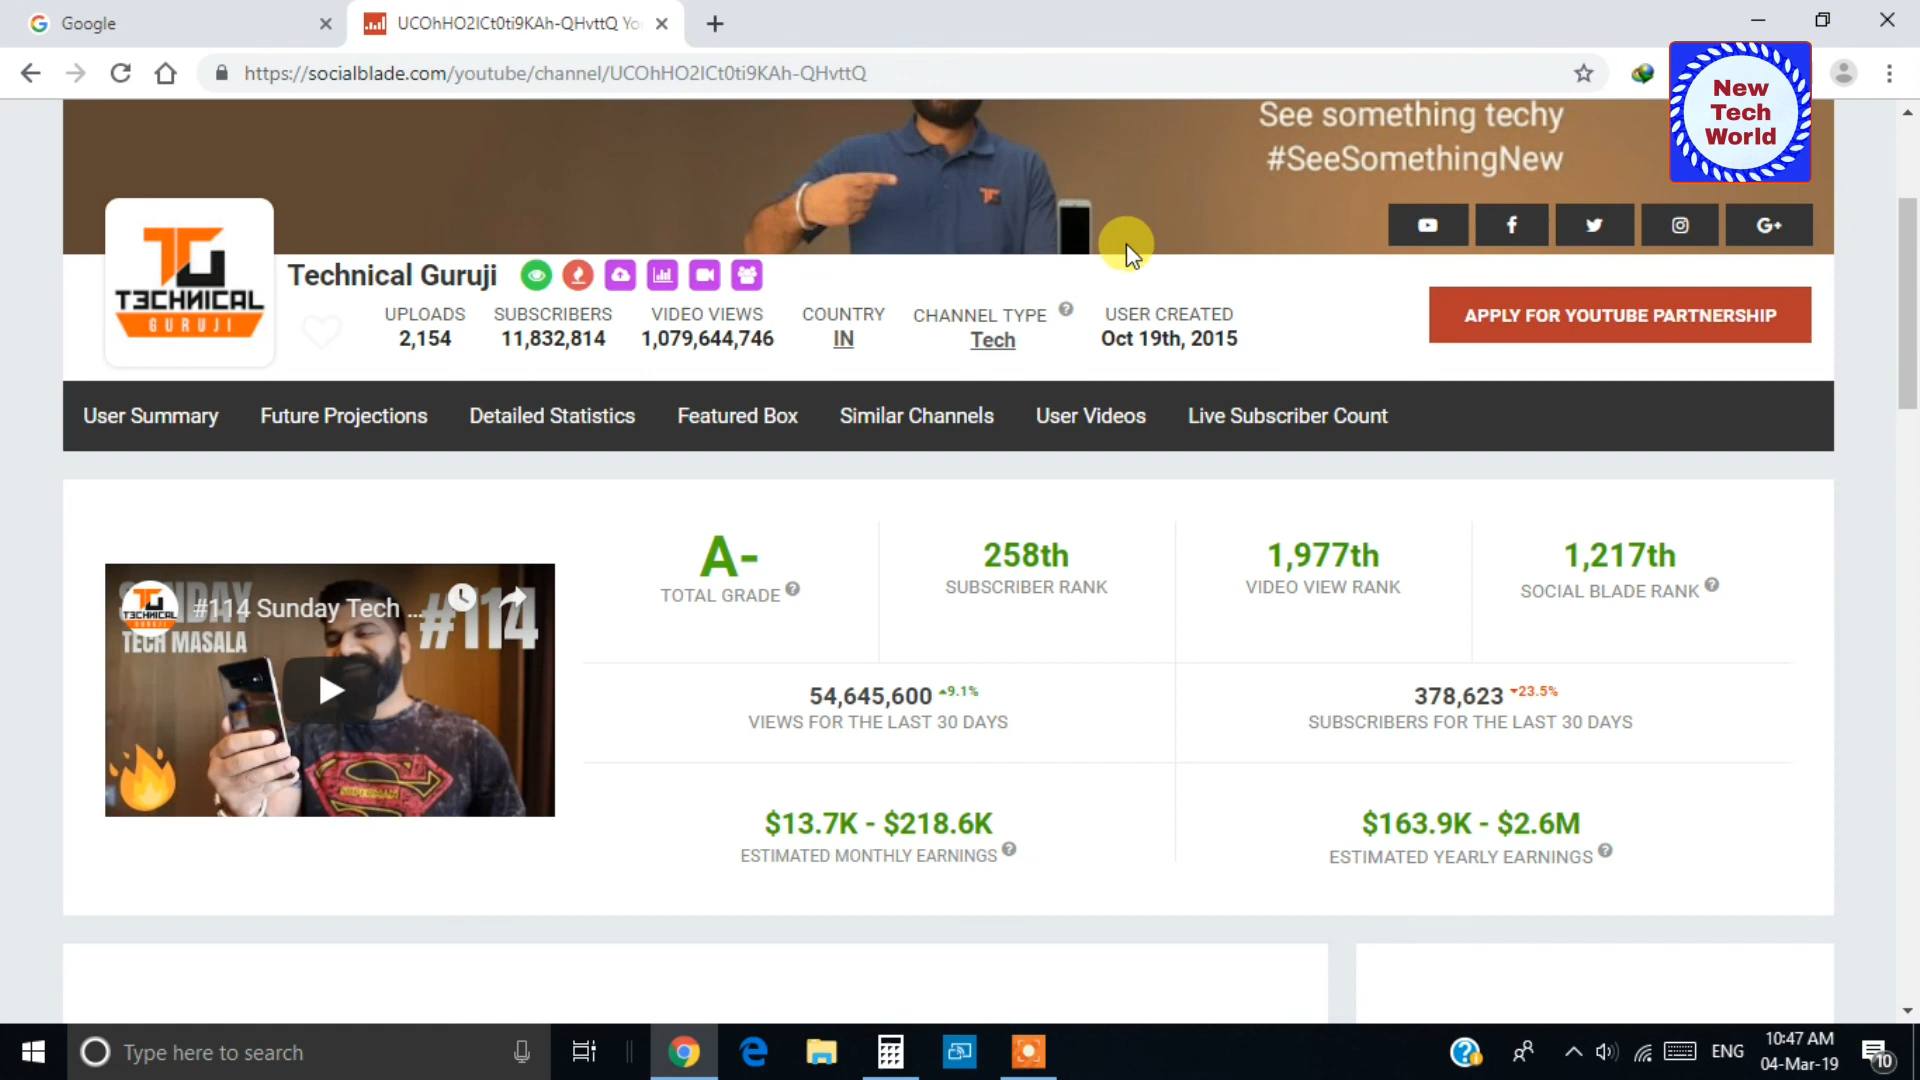 Google
UCOhHO2ICt0ti9KAh-QHvttQ Yo
https://socialblade.com/youtube/channel/UCOhHO2ICt0ti9KAh-QHvttQ
New
Tech
World
See something techy
#SeeSomethingNew
G+
TECHNICAL
GURUJI
Technical Guruji
UPLOADS
2,154
SUBSCRIBERS
11,832,814
VIDEO VIEWS
1,079,644,746
COUNTRY
IN
CHANNEL TYPE
Tech
USER CREATED
Oct 19th, 2015
APPLY FOR YOUTUBE PARTNERSHIP
User Summary Future Projections Detailed Statistics Featured Box Similar Channels User Videos Live Subscriber Count
SUNDAY
TECH MASALA
#114 Sunday Tech ...
#114
SUPERMAN
A-
TOTAL GRADE
258th
SUBSCRIBER RANK
1,977th
VIDEO VIEW RANK
1,217th
SOCIAL BLADE RANK
54,645,600 9.1%
VIEWS FOR THE LAST 30 DAYS
378,623 23.5%
SUBSCRIBERS FOR THE LAST 30 DAYS
$13.7K - $218.6K
ESTIMATED MONTHLY EARNINGS
$163.9K - $2.6M
ESTIMATED YEARLY EARNINGS
Type here to search
ENG
10:47 AM
04-Mar-19
10